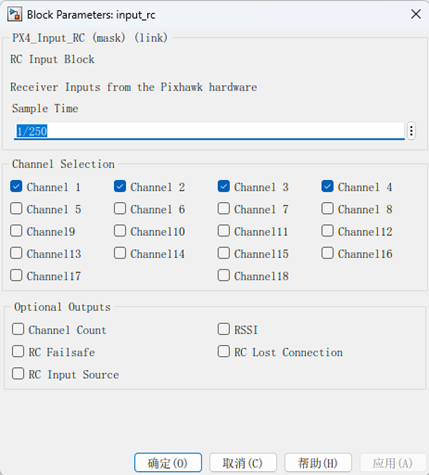 Block Parameters: input_rc
PX4_Input_RC (mask) (link)
RC Input Block
Receiver Inputs from the Pixhawk hardware
Sample Time
1/250
Channel Selection
Channel 1 Channel 2 Channel 3 Channel 4
Channel 5 Channel 6 Channel 7 Channel 8
Channel9 Channel10 Channel11 Channel12
Channel13 Channel14 Channel15 Channel16
Channel17 Channel18
Optional Outputs
Channel Count RSSI
RC Failsafe RC Lost Connection
RC Input Source
确定(O) 取消(C) 帮助(H) 应用(A)